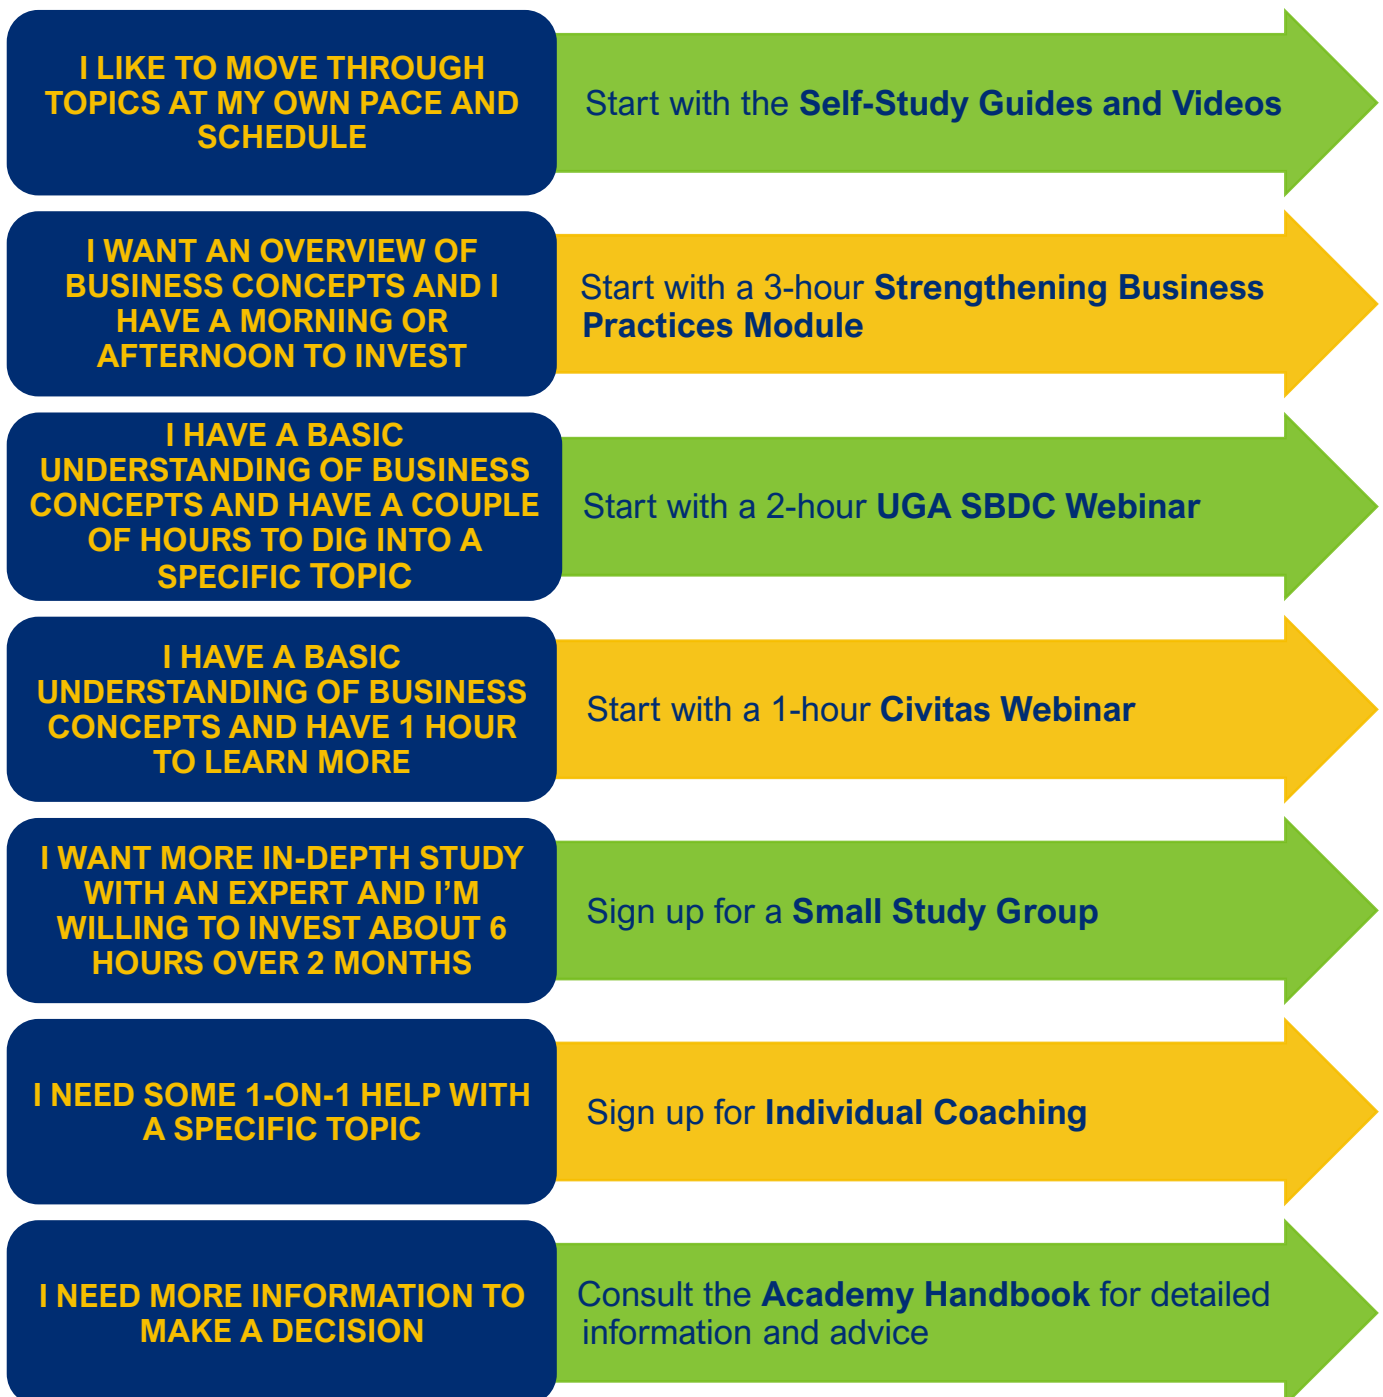 I LIKE TO MOVE THROUGH
TOPICS AT MY OWN PACE AND
SCHEDULE
Start with the Self-Study Guides and Videos
I WANT AN OVERVIEW OF
BUSINESS CONCEPTS AND I
HAVE A MORNING OR
AFTERNOON TO INVEST
Start with a 3-hour Strengthening Business
Practices Module
I HAVE A BASIC
UNDERSTANDING OF BUSINESS
CONCEPTS AND HAVE A COUPLE
OF HOURS TO DIG INTO A
SPECIFIC TOPIC
Start with a 2-hour UGA SBDC Webinar
I HAVE A BASIC
UNDERSTANDING OF BUSINESS
CONCEPTS AND HAVE 1 HOUR
TO LEARN MORE
Start with a 1-hour Civitas Webinar
I WANT MORE IN-DEPTH STUDY
WITH AN EXPERT AND I’M
WILLING TO INVEST ABOUT 6
HOURS OVER 2 MONTHS
Sign up for a Small Study Group
I NEED SOME 1-ON-1 HELP WITH
A SPECIFIC TOPIC
Sign up for Individual Coaching
I NEED MORE INFORMATION TO
MAKE A DECISION
Consult the Academy Handbook for detailed
information and advice